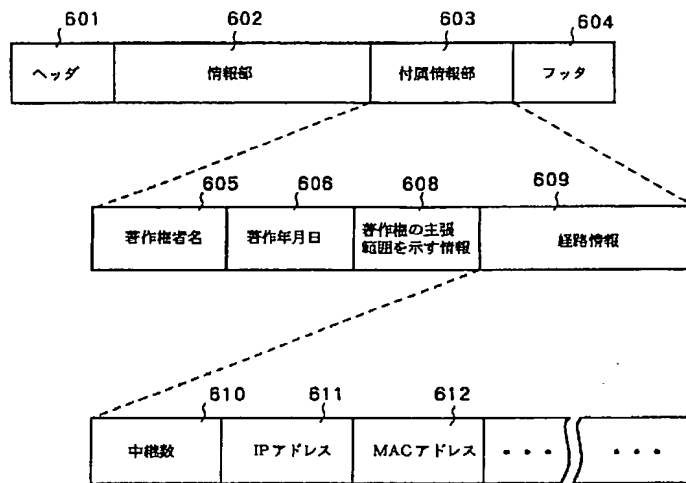 601 602 603 604
ヘッダ 情報部 付属情報部 フッタ
605 606 608 609
著作権者名 著作年月日 著作権の主張 経路情報
範囲を示す情報
610 611 612
中継数 IPアドレス MACアドレス ・・・ ・・・